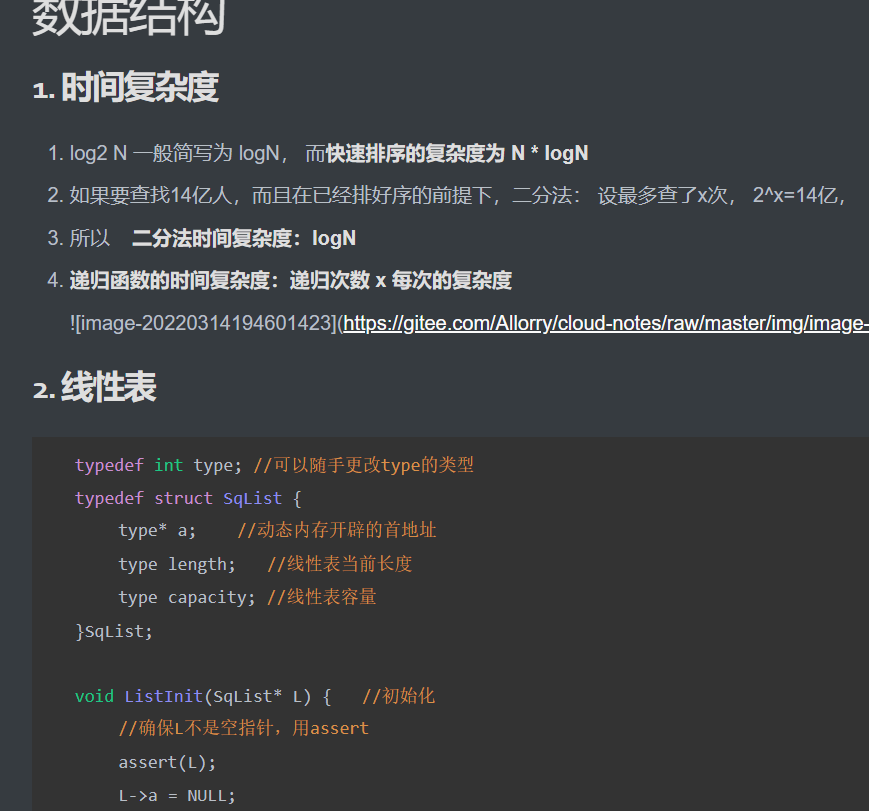 数据结构
1. 时间复杂度
1. log2 N 一般简写为 logN， 而快速排序的复杂度为 N * logN
2. 如果要查找14亿人，而且在已经排好序的前提下，二分法： 设最多查了x次， 2^x=14亿，
3. 所以 二分法时间复杂度：logN
4. 递归函数的时间复杂度：递归次数 x 每次的复杂度
![image-20220314194601423](https://gitee.com/Allorry/cloud-notes/raw/master/img/image-
2. 线性表
typedef int type; //可以随手更改type的类型
typedef struct SqList {
type* a; //动态内存开辟的首地址
type length; //线性表当前长度
type capacity; //线性表容量
}SqList;
void ListInit(SqList* L) { //初始化
//确保L不是空指针，用assert
assert(L);
L->a = NULL;